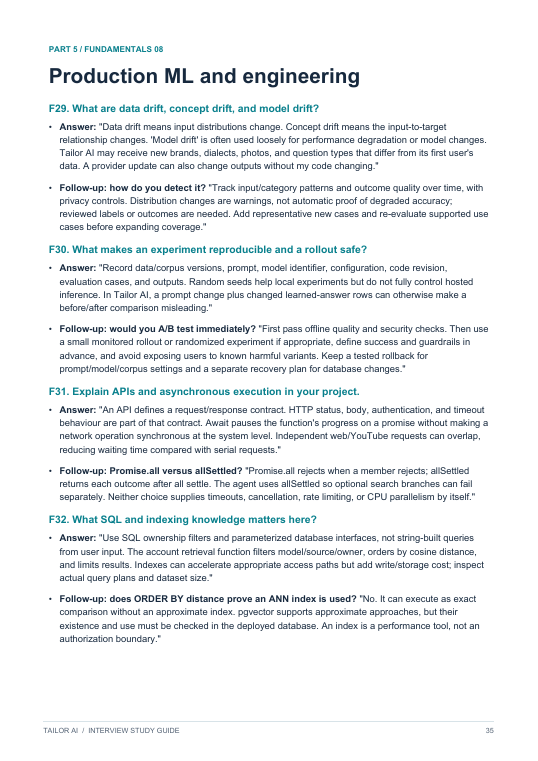 PART 5 / FUNDAMENTALS 08
Production ML and engineering
F29. What are data drift, concept drift, and model drift?
• Answer: "Data drift means input distributions change. Concept drift means the input-to-target
relationship changes. 'Model drift' is often used loosely for performance degradation or model changes.
Tailor AI may receive new brands, dialects, photos, and question types that differ from its first user's
data. A provider update can also change outputs without my code changing."
• Follow-up: how do you detect it? "Track input/category patterns and outcome quality over time, with
privacy controls. Distribution changes are warnings, not automatic proof of degraded accuracy;
reviewed labels or outcomes are needed. Add representative new cases and re-evaluate supported use
cases before expanding coverage."
F30. What makes an experiment reproducible and a rollout safe?
• Answer: "Record data/corpus versions, prompt, model identifier, configuration, code revision,
evaluation cases, and outputs. Random seeds help local experiments but do not fully control hosted
inference. In Tailor AI, a prompt change plus changed learned-answer rows can otherwise make a
before/after comparison misleading."
• Follow-up: would you A/B test immediately? "First pass offline quality and security checks. Then use
a small monitored rollout or randomized experiment if appropriate, define success and guardrails in
advance, and avoid exposing users to known harmful variants. Keep a tested rollback for
prompt/model/corpus settings and a separate recovery plan for database changes."
F31. Explain APIs and asynchronous execution in your project.
• Answer: "An API defines a request/response contract. HTTP status, body, authentication, and timeout
behaviour are part of that contract. Await pauses the function's progress on a promise without making a
network operation synchronous at the system level. Independent web/YouTube requests can overlap,
reducing waiting time compared with serial requests."
• Follow-up: Promise.all versus allSettled? "Promise.all rejects when a member rejects; allSettled
returns each outcome after all settle. The agent uses allSettled so optional search branches can fail
separately. Neither choice supplies timeouts, cancellation, rate limiting, or CPU parallelism by itself."
F32. What SQL and indexing knowledge matters here?
• Answer: "Use SQL ownership filters and parameterized database interfaces, not string-built queries
from user input. The account retrieval function filters model/source/owner, orders by cosine distance,
and limits results. Indexes can accelerate appropriate access paths but add write/storage cost; inspect
actual query plans and dataset size."
• Follow-up: does ORDER BY distance prove an ANN index is used? "No. It can execute as exact
comparison without an approximate index. pgvector supports approximate approaches, but their
existence and use must be checked in the deployed database. An index is a performance tool, not an
authorization boundary."
TAILOR AI / INTERVIEW STUDY GUIDE
35